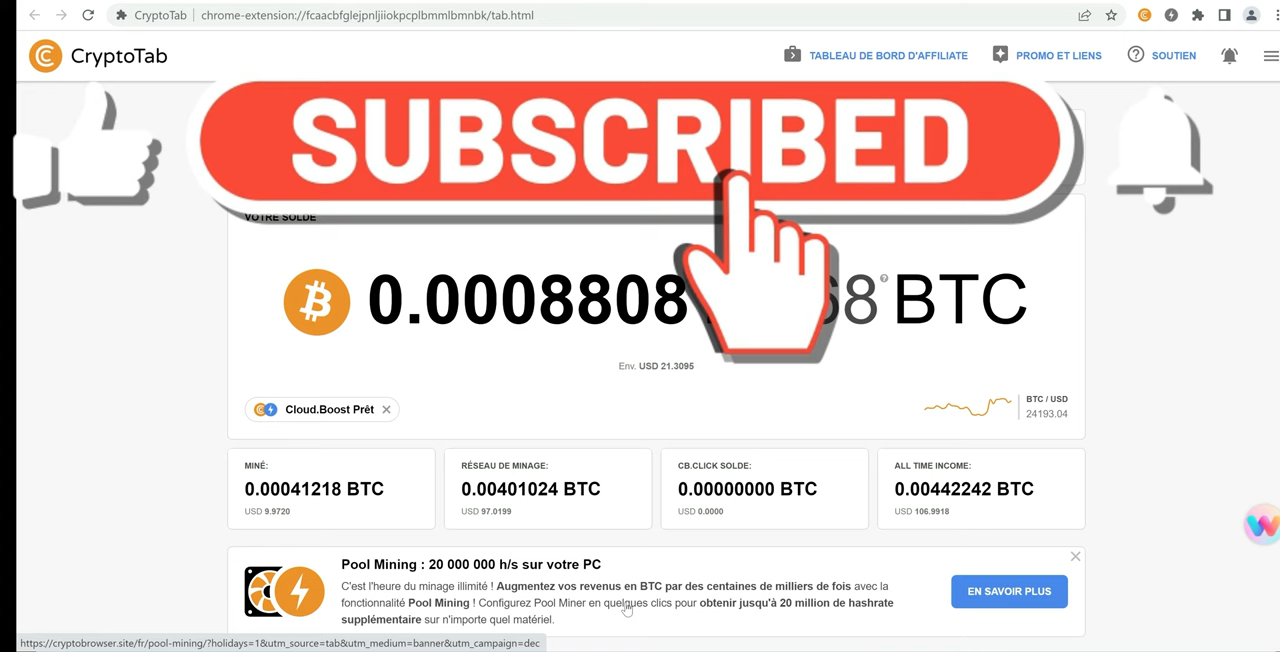 CryptoTab
chrome-extension://fcaacbfglejpnljiiokpcplbmmlbmnbk/tab.html
CryptoTab
TABLEAU DE BORD D'AFFILIATE
PROMO ET LIENS
SOUTIEN
SUBSCRIBED
VOTRE SOLDE
0.0008808
8 BTC
Env. USD 21.3095
Cloud.Boost Prêt
BTC / USD
24193.04
MINÉ:
0.00041218 BTC
USD 9.9720
RÉSEAU DE MINAGE:
0.00401024 BTC
USD 97.0199
CB.CLICK SOLDE:
0.00000000 BTC
USD 0.0000
ALL TIME INCOME:
0.00442242 BTC
USD 106.9918
Pool Mining : 20 000 000 h/s sur votre PC
C'est l'heure du minage illimité ! Augmentez vos revenus en BTC par des centaines de milliers de fois avec la
fonctionnalité Pool Mining ! Configurez Pool Miner en quelques clics pour obtenir jusqu'à 20 million de hashrate
supplémentaire sur n'importe quel matériel.
EN SAVOIR PLUS
https://cryptobrowser.site/fr/pool-mining/?holidays=1&utm_source=tab&utm_medium=banner&utm_campaign=dec